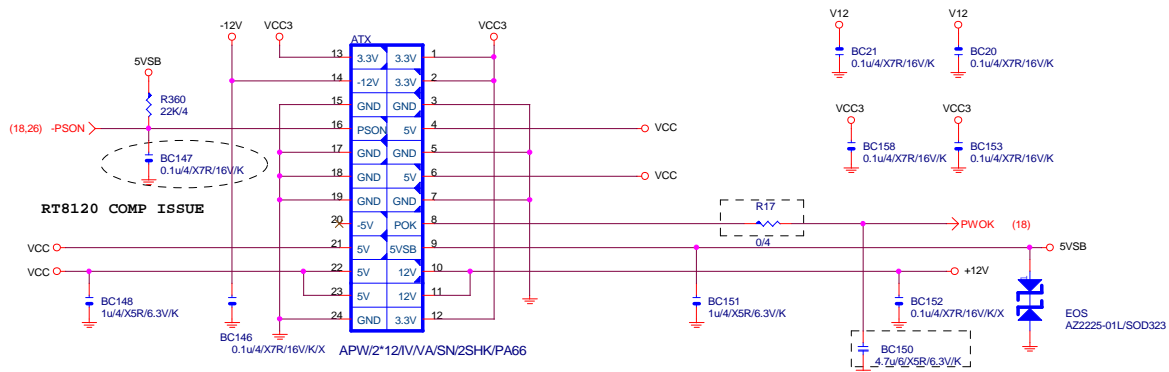 -12V
VCC3
VCC3
V12
V12
ATX
BC21
0.1u/4/X7R/16V/K
BC20
0.1u/4/X7R/16V/K
13
3.3V
3.3V
1
5VSB
14
-12V
3.3V
2
R360
22K/4
15
GND
GND
3
VCC3
VCC3
(18,26)
-PSON
16
PSON
5V
4
VCC
BC147
0.1u/4/X7R/16V/K
17
GND
GND
5
BC158
0.1u/4/X7R/16V/K
BC153
0.1u/4/X7R/16V/K
18
GND
5V
6
VCC
RT8120 COMP ISSUE
19
GND
GND
7
R17
0/4
20
-5V
POK
8
PWOK
(18)
VCC
21
5V
5VSB
9
5VSB
VCC
22
5V
12V
10
+12V
BC148
1u/4/X5R/6.3V/K
23
5V
12V
11
BC151
1u/4/X5R/6.3V/K
BC152
0.1u/4/X7R/16V/K/X
EOS
AZ2225-01L/SOD323
24
GND
3.3V
12
BC146
0.1u/4/X7R/16V/K/X
APW/2*12/IV/VA/SN/2SHK/PA66
BC150
4.7u/6/X5R/6.3V/K